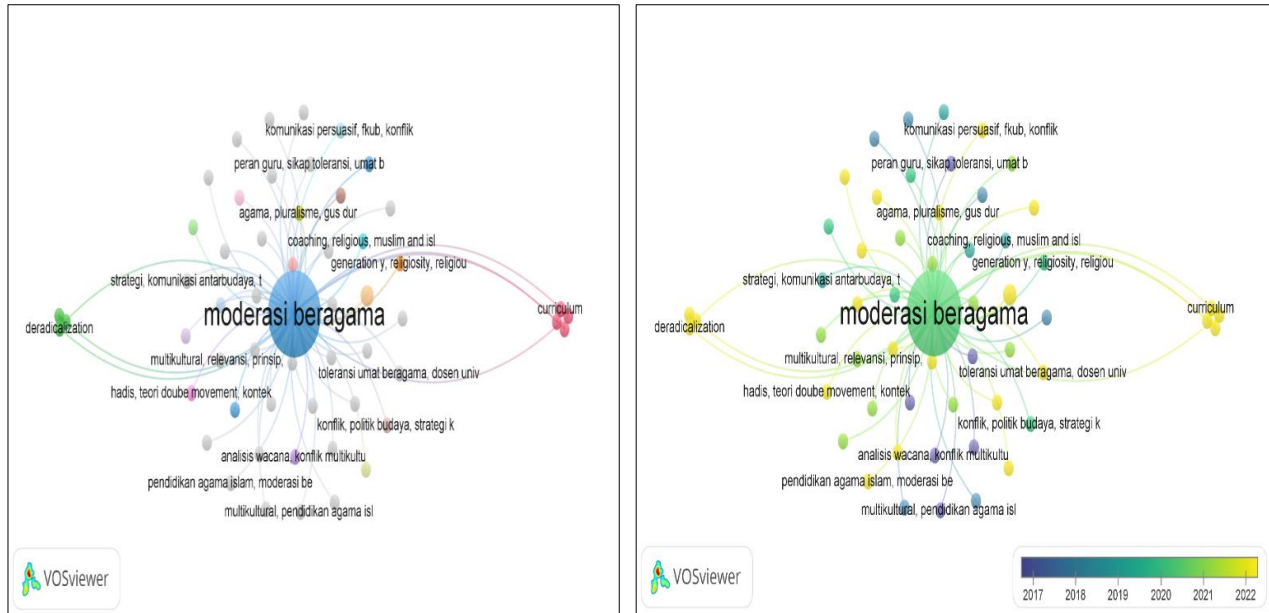 komunikasi persuasif, fkub, konflik
peran guru, sikap toleransi, umat b
agama, pluralisme, gus dur
coaching, religious, muslim and isl
generation y, religiosity, religiou
strategi, komunikasi antarbudaya, t
moderasi beragama
curriculum
deradicalization
multikultural, relevansi, prinsip,
toleransi umat beragama, dosen univ
hadis, teori doube movement, kontek
konflik, politik budaya, strategi k
analisis wacana, konflik multikultu
pendidikan agama islam, moderasi be
multikultural, pendidikan agama isl
VOSviewer
komunikasi persuasif, fkub, konflik
peran guru, sikap toleransi, umat b
agama, pluralisme, gus dur
coaching, religious, muslim and isl
generation y, religiosity, religiou
strategi, komunikasi antarbudaya, t
moderasi beragama
curriculum
deradicalization
multikultural, relevansi, prinsip,
toleransi umat beragama, dosen univ
hadis, teori doube movement, kontek
konflik, politik budaya, strategi k
analisis wacana, konflik multikultu
pendidikan agama islam, moderasi be
multikultural, pendidikan agama isl
VOSviewer
2017 2018 2019 2020 2021 2022